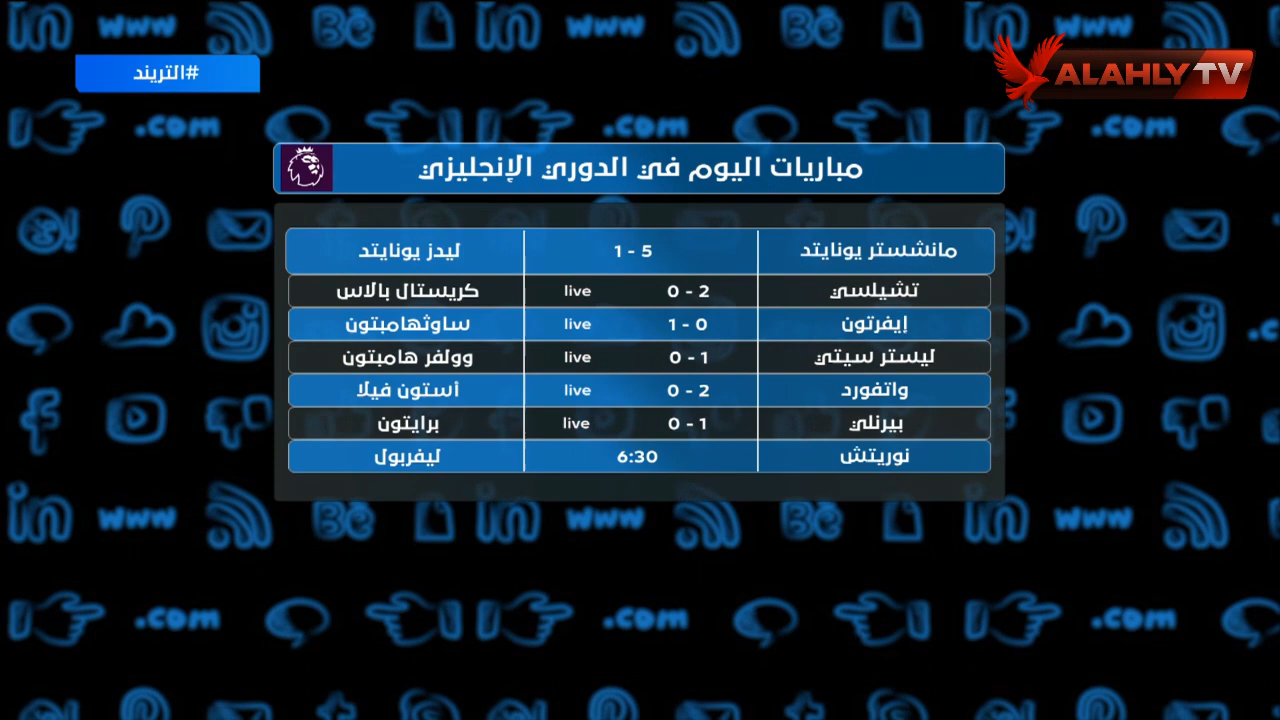 #التريند
ALAHLY TV
مباريات اليوم في الدوري الإنجليزي
مانشستر يونايتد 1 - 5 ليدز يونايتد
تشيلسي 0 - 2 live كريستال بالاس
إيفرتون 1 - 0 live ساوثهامبتون
ليستر سيتي 0 - 1 live وولفر هامبتون
واتفورد 0 - 2 live أستون فيلا
بيرنلي 0 - 1 live برايتون
نوريتش 6:30 ليفربول